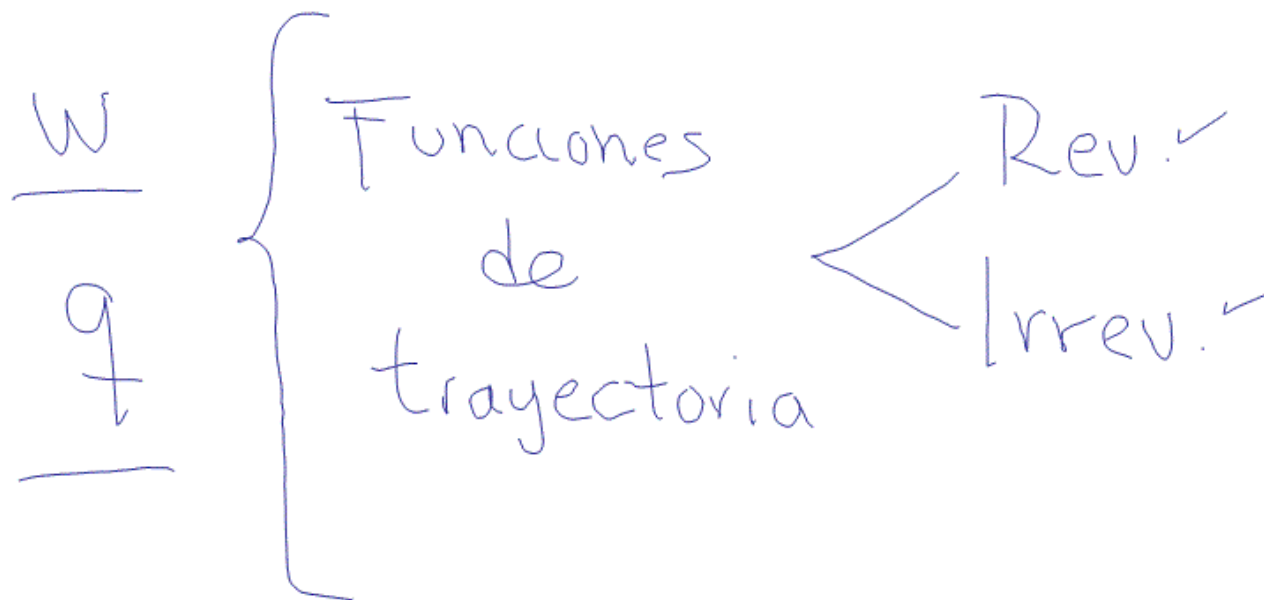 w
q
Funciones
de
trayectoria
Rev. ✓
Irrev. ✓